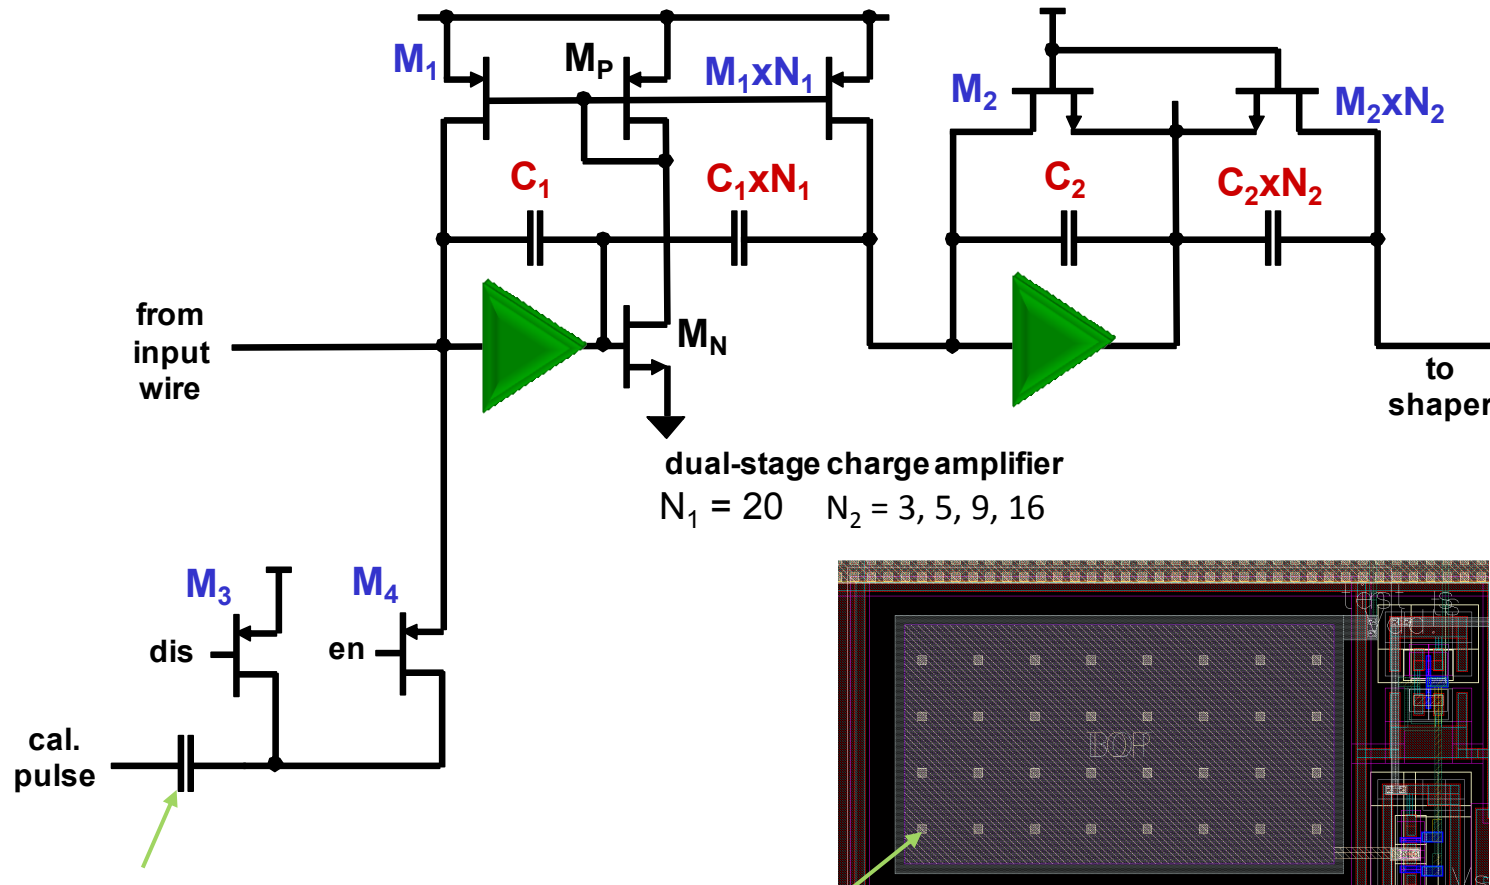 M1
MP
M1xN1
M2
M2xN2
C1
C1xN1
C2
C2xN2
from
input
wire
MN
to
shaper
dual-stage charge amplifier
N1 = 20 N2 = 3, 5, 9, 16
M3
M4
dis
en
cal.
pulse